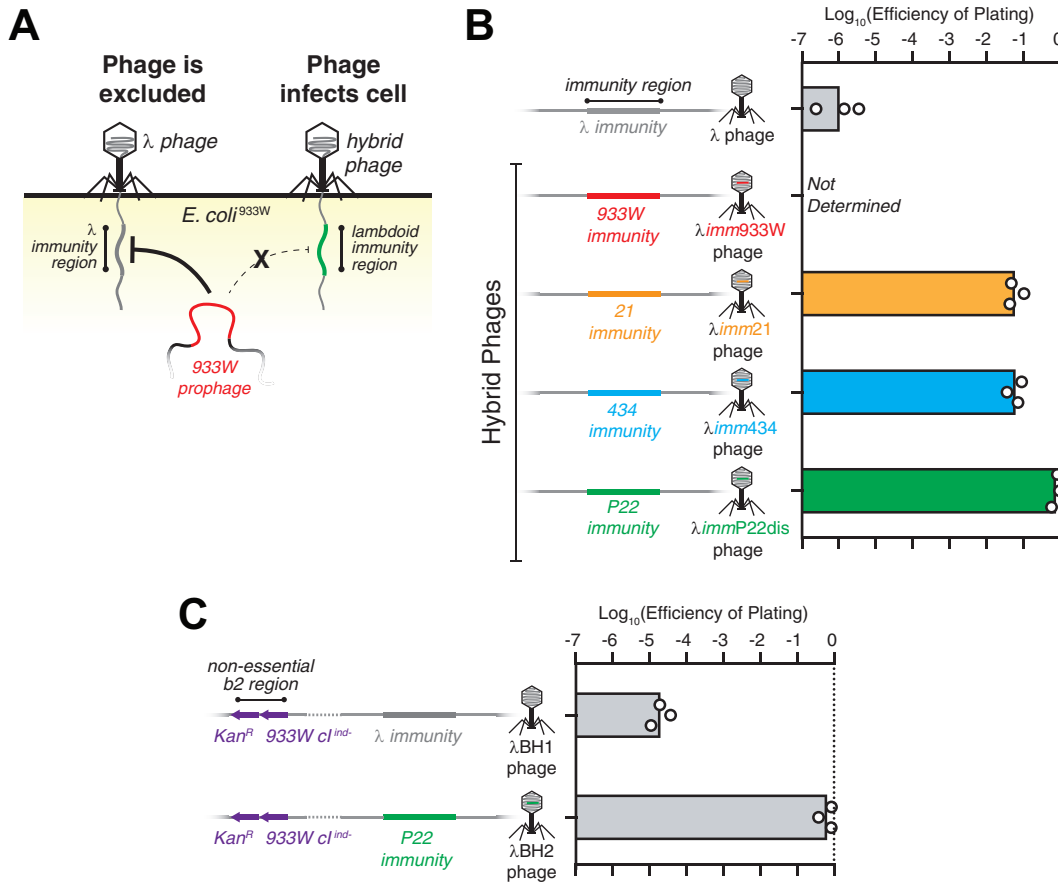 A
Phage is
excluded
Phage
infects cell
λ phage
hybrid
phage
E. coli933W
λ
immunity
region
lambdoid
immunity
region
X
933W
prophage
B
Log10(Efficiency of Plating)
-7 -6 -5 -4 -3 -2 -1 0
immunity region
λ immunity
λ phage
Hybrid Phages
933W
immunity
λimm933W
phage
Not
Determined
21
immunity
λimm21
phage
434
immunity
λimm434
phage
P22
immunity
λimmP22dis
phage
C
Log10(Efficiency of Plating)
-7 -6 -5 -4 -3 -2 -1 0
non-essential
b2 region
KanR 933W cI ind- λ immunity
λBH1
phage
KanR 933W cI ind- P22
immunity
λBH2
phage